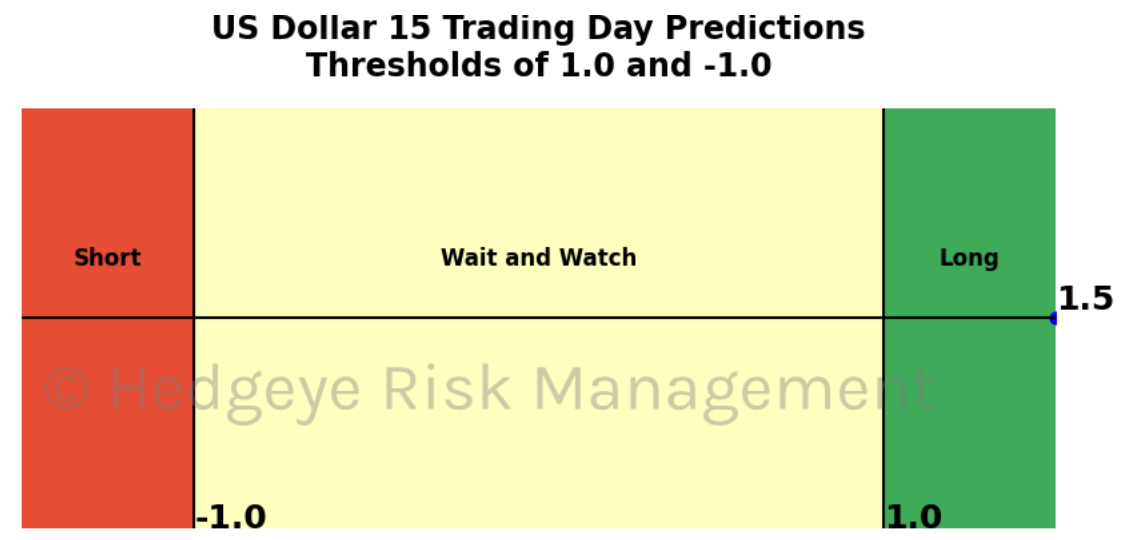 US Dollar 15 Trading Day Predictions
Thresholds of 1.0 and -1.0
Short
Wait and Watch
Long
1.5
© Hedgeye Risk Management
-1.0
1.0